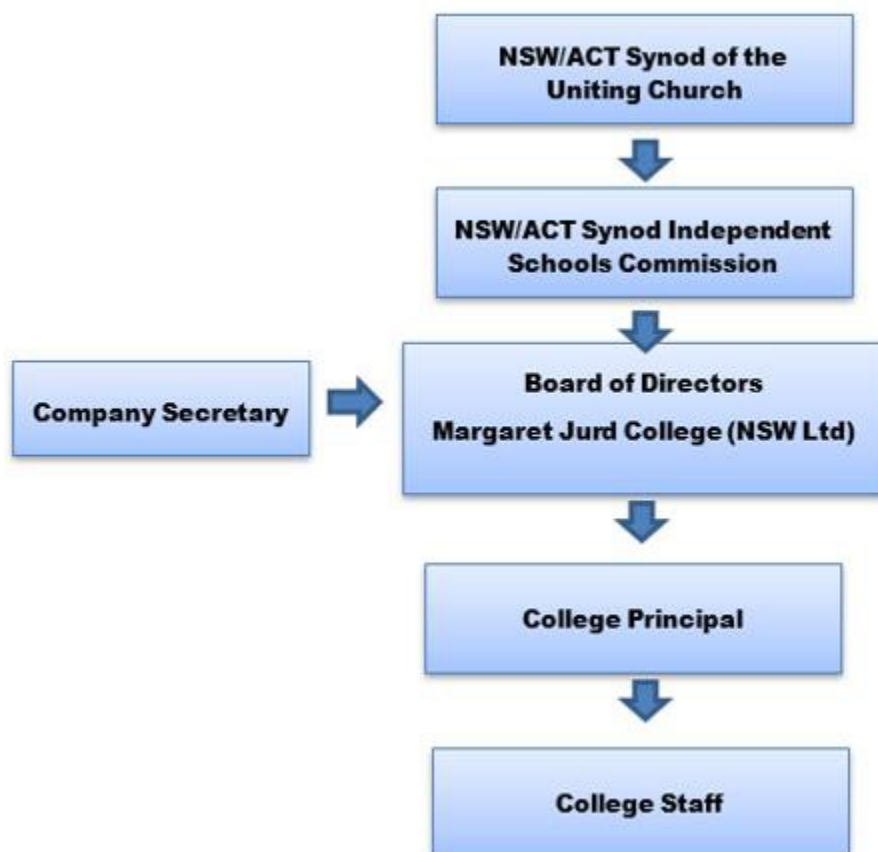 NSW/ACT Synod of the
Uniting Church
NSW/ACT Synod Independent
Schools Commission
Company Secretary
Board of Directors
Margaret Jurd College (NSW Ltd)
College Principal
College Staff